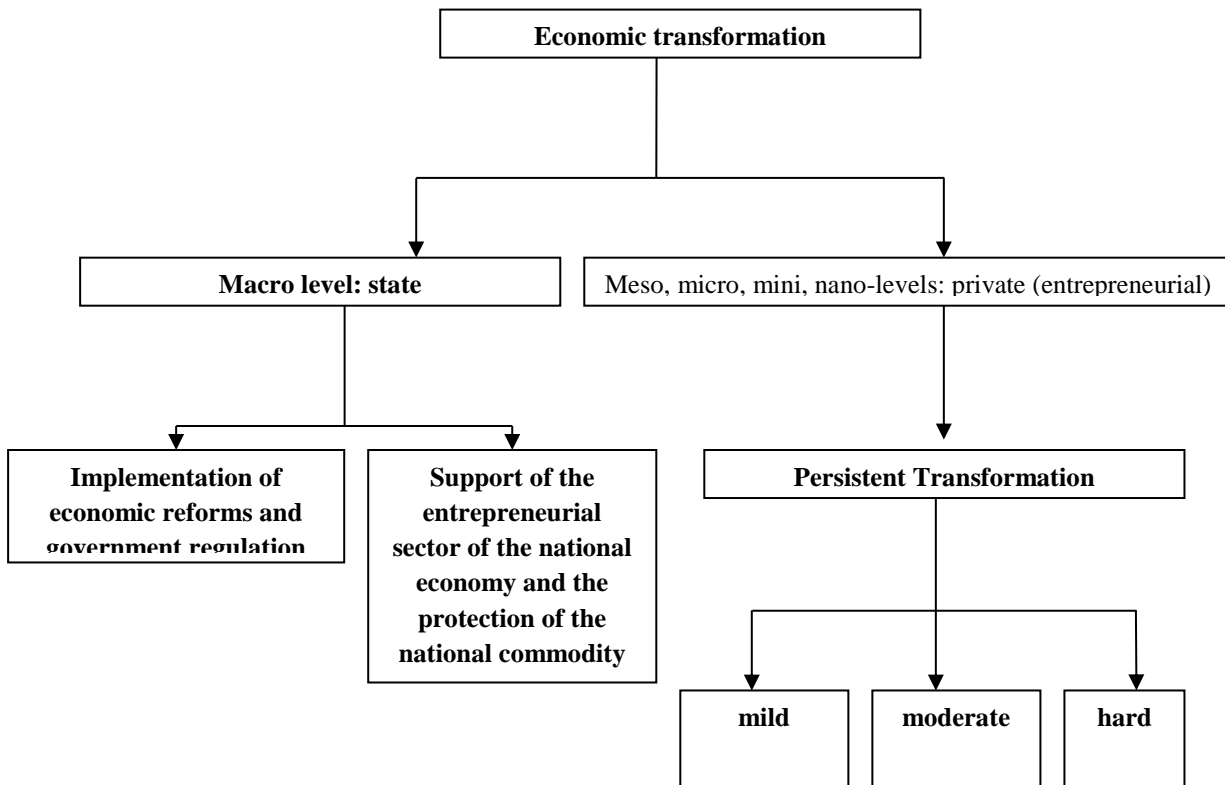 Economic transformation
Macro level: state
Meso, micro, mini, nano-levels: private (entrepreneurial)
Implementation of
economic reforms and
government regulation
Support of the
entrepreneurial
sector of the national
economy and the
protection of the
national commodity
Persistent Transformation
mild
moderate
hard